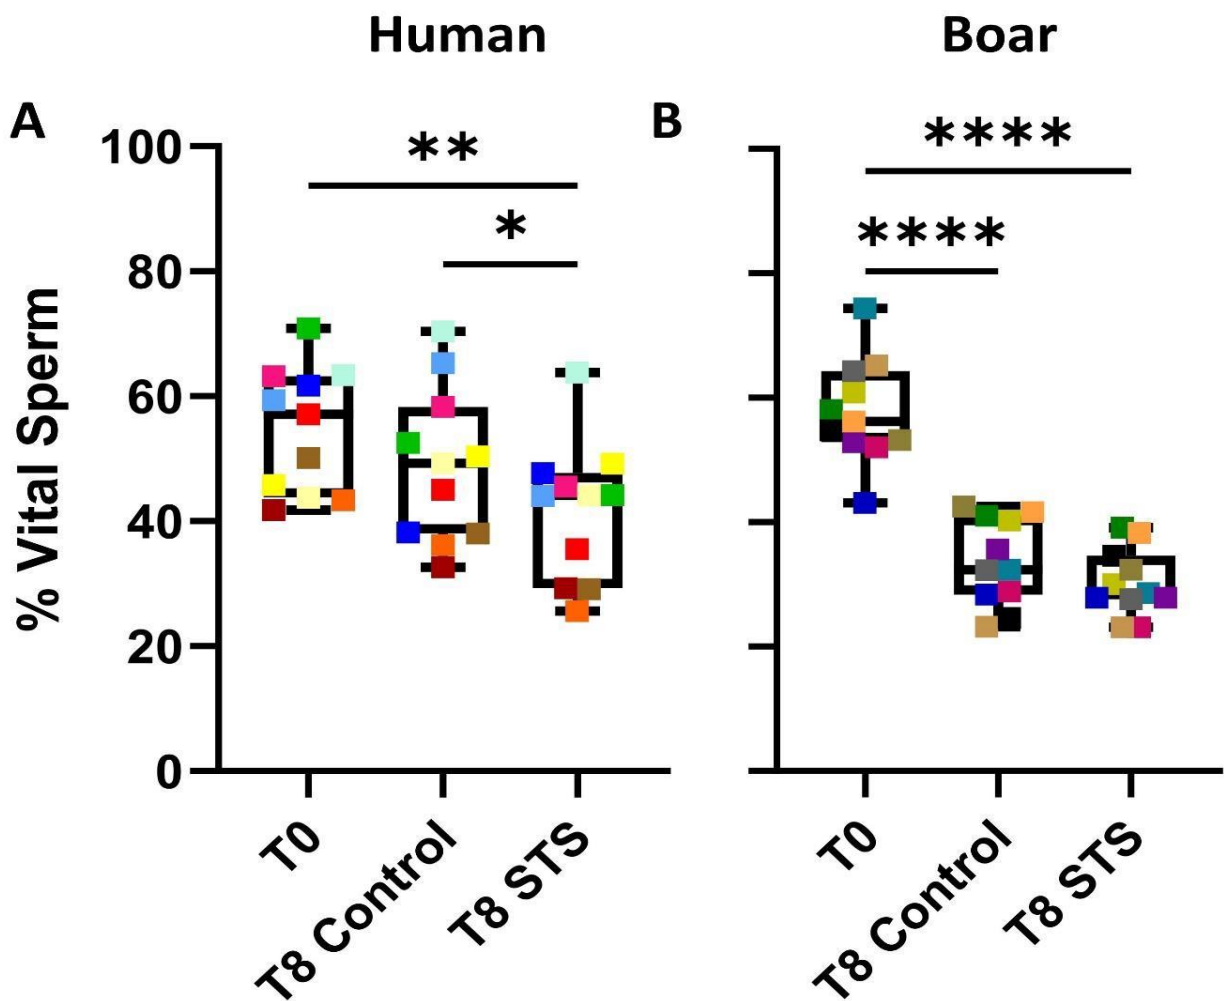 Human
Boar
A
B
% Vital Sperm
100
80
60
40
20
0
**
*
****
****
T0
T8 Control
T8 STS
T0
T8 Control
T8 STS